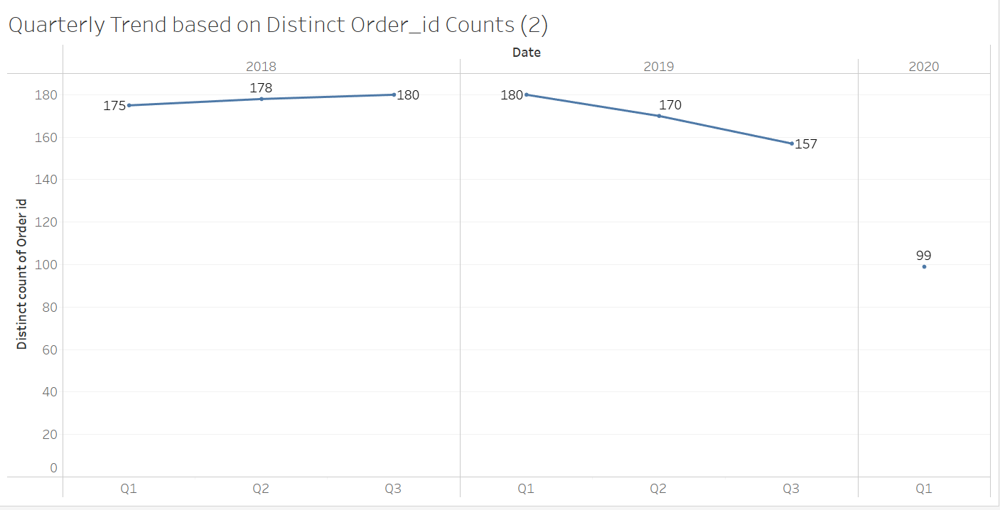 Quarterly Trend based on Distinct Order_id Counts (2)
Date
2018 2019 2020
Distinct count of Order id
180
160
140
120
100
80
60
40
20
0
175 178 180
180 170 157
99
Q1 Q2 Q3 Q1 Q2 Q3 Q1